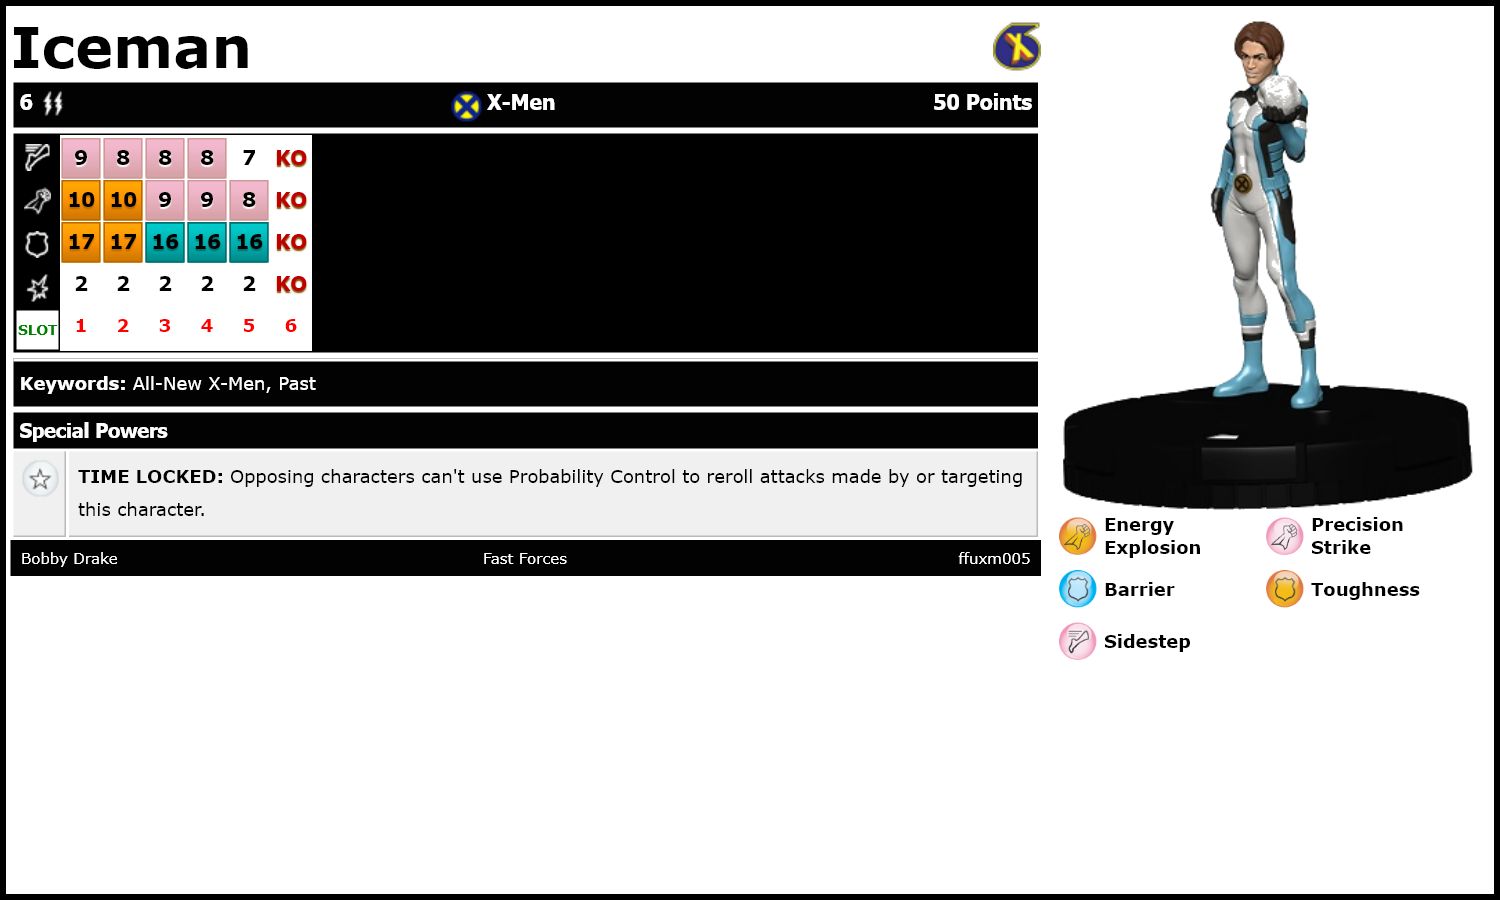 Iceman
6 X-Men 50 Points
9 8 8 8 7 KO
10 10 9 9 8 KO
17 17 16 16 16 KO
2 2 2 2 2 KO
SLOT 1 2 3 4 5 6
Keywords: All-New X-Men, Past
Special Powers
TIME LOCKED: Opposing characters can't use Probability Control to reroll attacks made by or targeting
this character.
Bobby Drake Fast Forces ffuxm005
Energy
Explosion
Precision
Strike
Barrier
Toughness
Sidestep